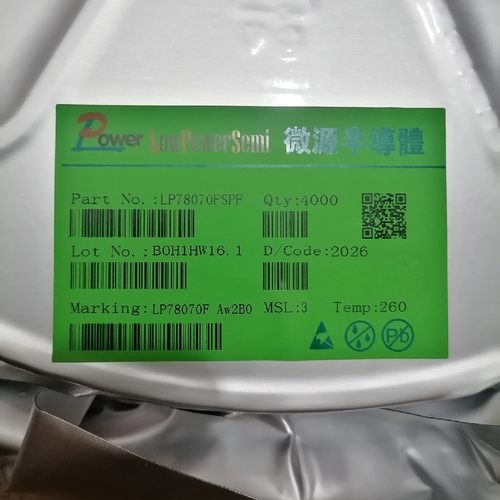 Power LowPowerSemi 微源半導體
Part No.:LP78070FSPF Qty:4000
Lot No.:B0H1HW16.1 D/Code:2026
Marking:LP78070F Aw2B0 MSL:3 Temp:260
Pb